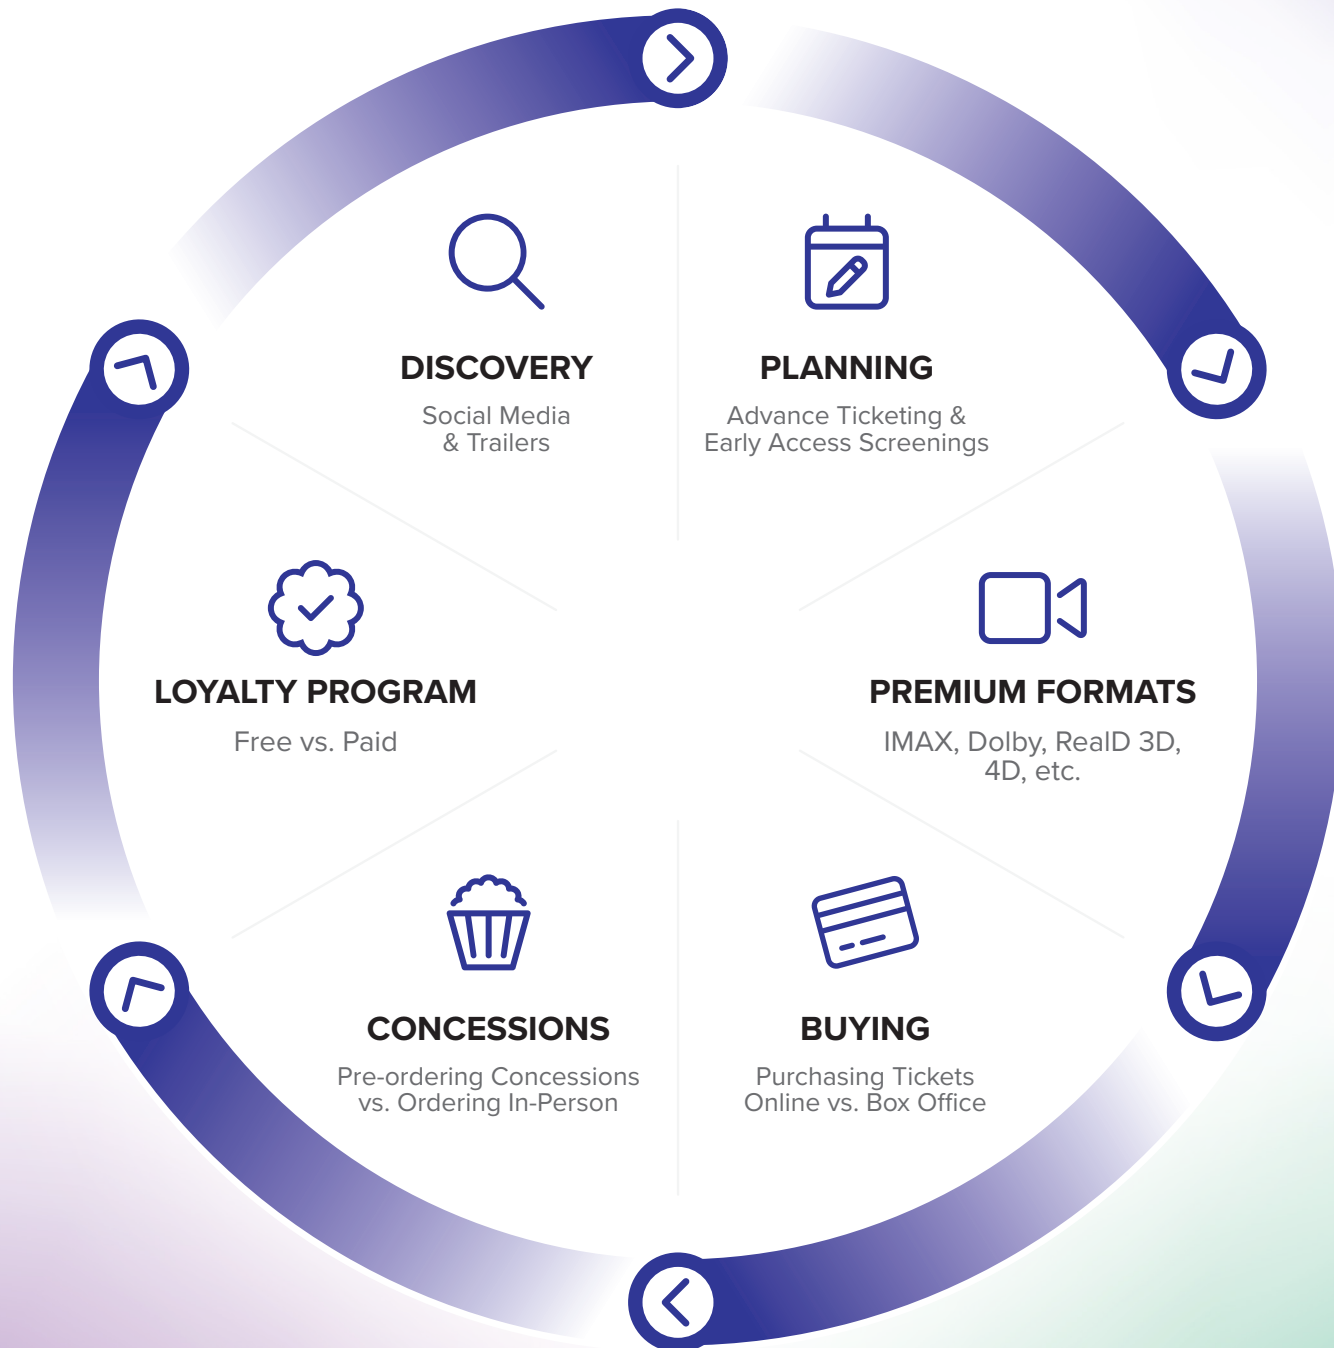 DISCOVERY
Social Media
& Trailers
PLANNING
Advance Ticketing &
Early Access Screenings
PREMIUM FORMATS
IMAX, Dolby, RealD 3D,
4D, etc.
BUYING
Purchasing Tickets
Online vs. Box Office
CONCESSIONS
Pre-ordering Concessions
vs. Ordering In-Person
LOYALTY PROGRAM
Free vs. Paid